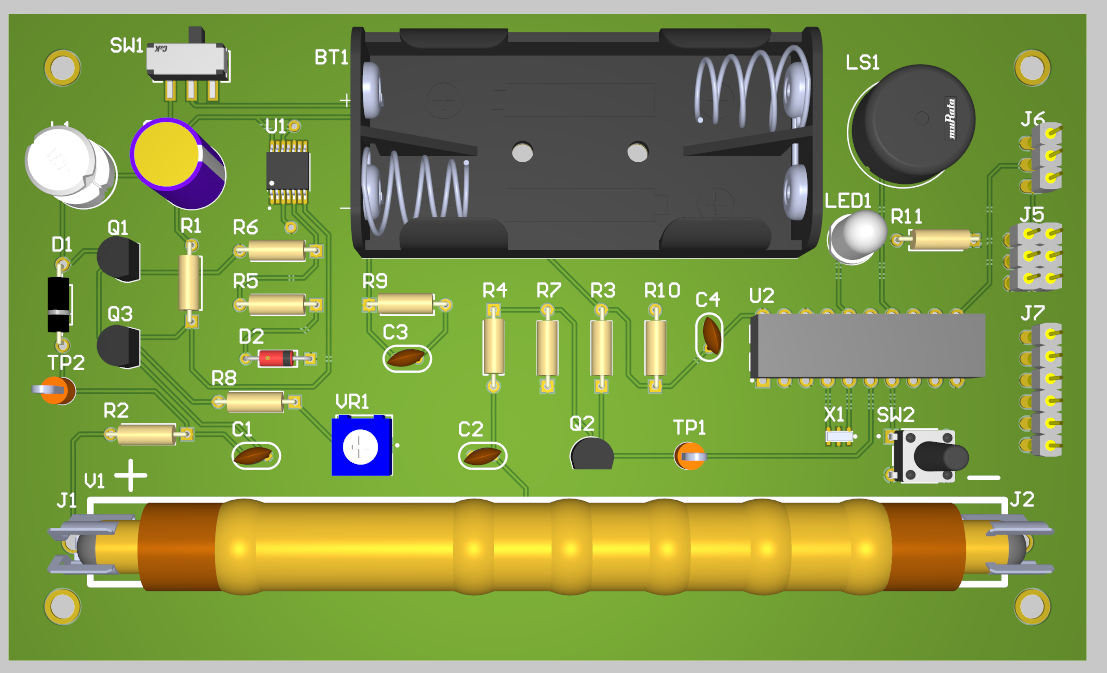 SW1
BT1
LS1
muRata
J6
U1
+
LED1
R11
J5
Q1
R1
R6
D1
R5
R9
R4
R7
R3
R10
C4
U2
J7
Q3
C3
D2
TP2
R8
VR1
X1
SW2
R2
C1
C2
Q2
TP1
V1
+
J1
J2